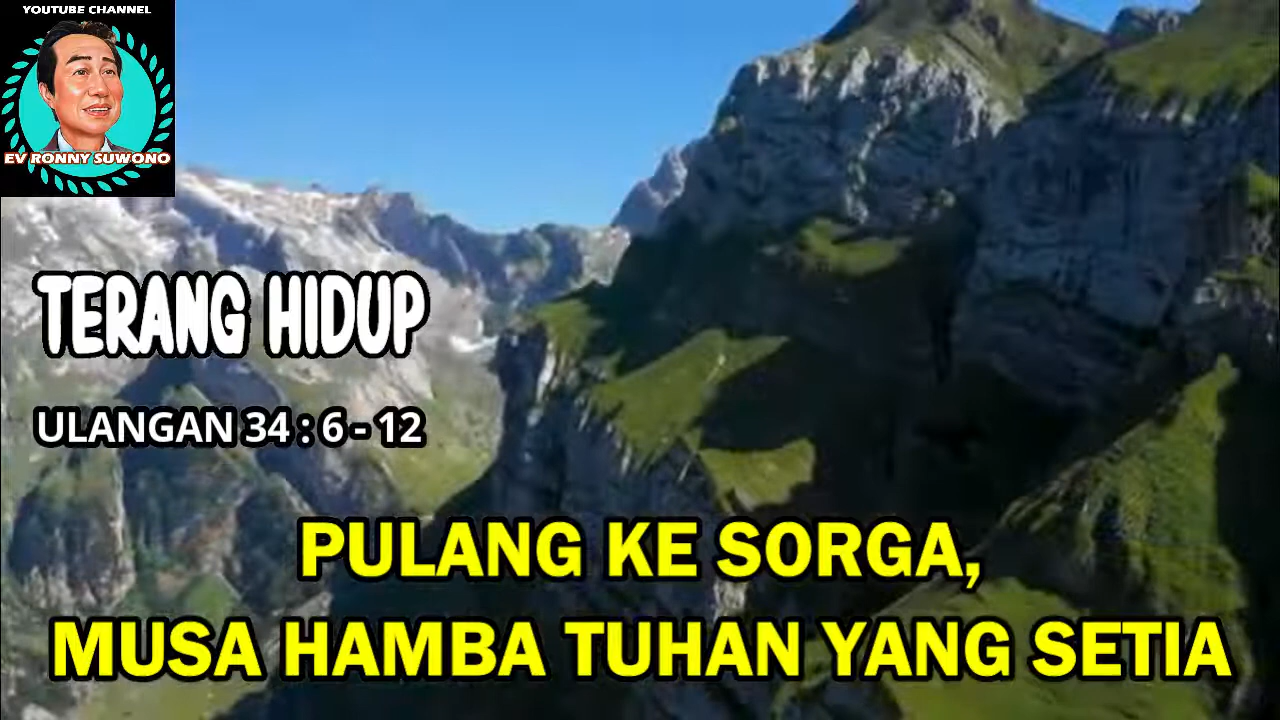 YOUTUBE CHANNEL
EV RONNY SUWONO
TERANG HIDUP
ULANGAN 34 : 6 - 12
PULANG KE SORGA,
MUSA HAMBA TUHAN YANG SETIA